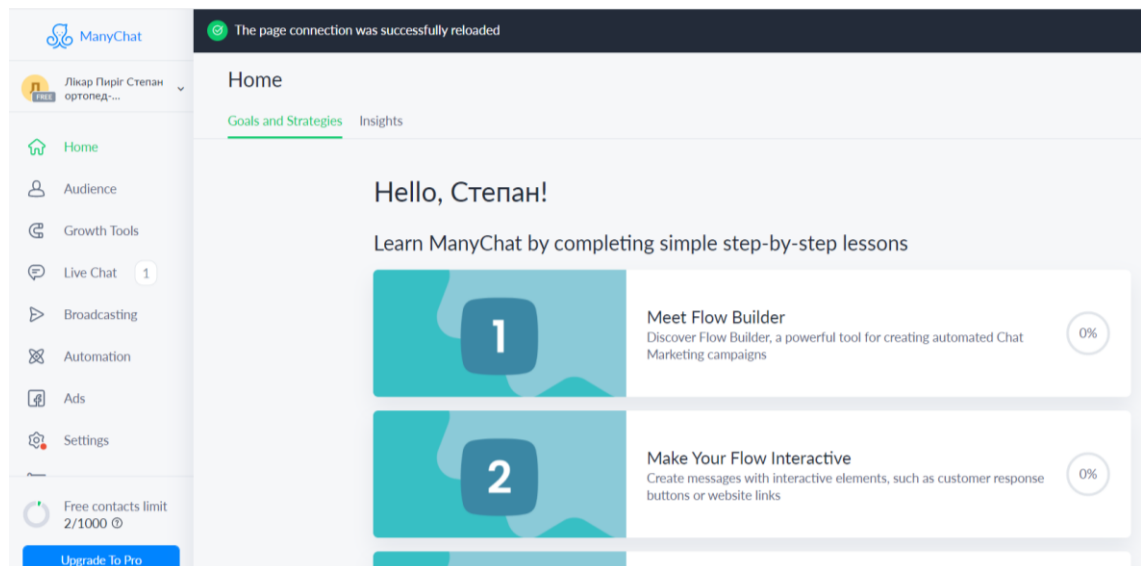 ManyChat
The page connection was successfully reloaded
Л
FREE
Лікар Пиріг Степан
ортопед-...
Home
Audience
Growth Tools
Live Chat 1
Broadcasting
Automation
Ads
Settings
Free contacts limit
2/1000
Upgrade To Pro
Home
Goals and Strategies Insights
Hello, Степан!
Learn ManyChat by completing simple step-by-step lessons
1
Meet Flow Builder
Discover Flow Builder, a powerful tool for creating automated Chat
Marketing campaigns
0%
2
Make Your Flow Interactive
Create messages with interactive elements, such as customer response
buttons or website links
0%